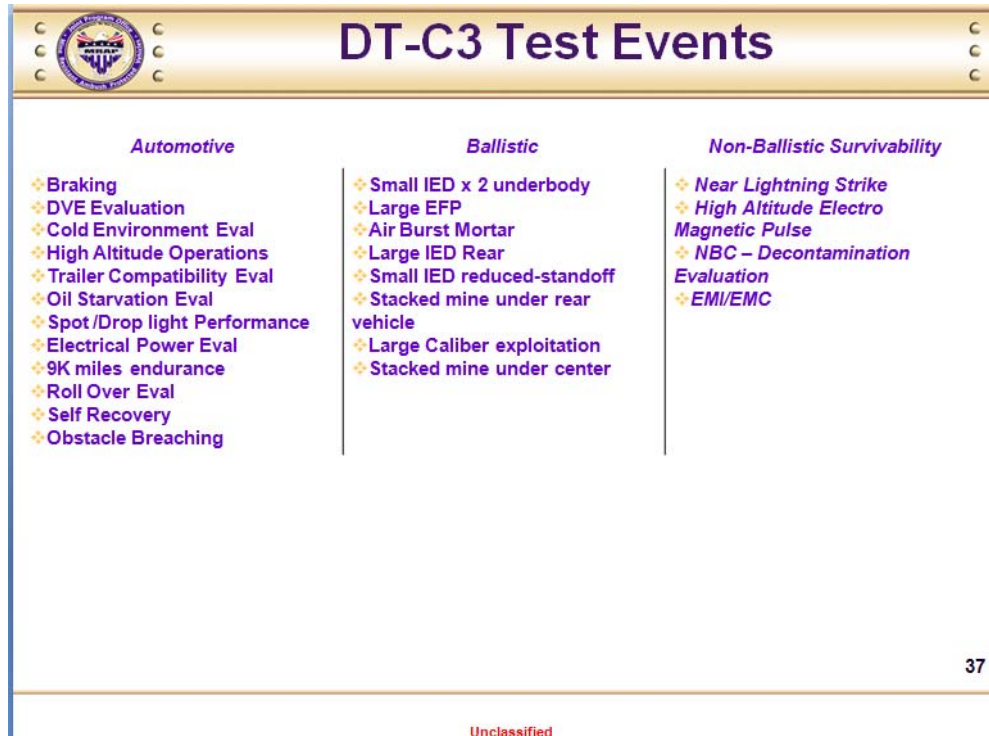 Joint Program Office
MRAP
DT-C3 Test Events
Automotive
Braking
DVE Evaluation
Cold Environment Eval
High Altitude Operations
Trailer Compatibility Eval
Oil Starvation Eval
Spot /Drop light Performance
Electrical Power Eval
9K miles endurance
Roll Over Eval
Self Recovery
Obstacle Breaching
Ballistic
Small IED x 2 underbody
Large EFP
Air Burst Mortar
Large IED Rear
Small IED reduced-standoff
Stacked mine under rear
vehicle
Large Caliber exploitation
Stacked mine under center
Non-Ballistic Survivability
Near Lightning Strike
High Altitude Electro
Magnetic Pulse
NBC – Decontamination
Evaluation
EMI/EMC
37
Unclassified